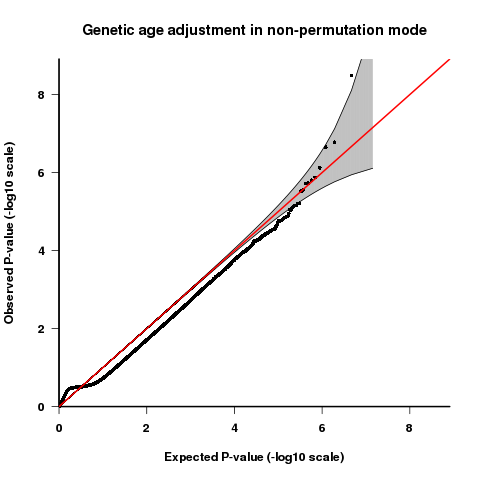 Genetic age adjustment in non-permutation mode
Observed P-value (-log10 scale)
8
6
4
2
0
0 2 4 6 8
Expected P-value (-log10 scale)